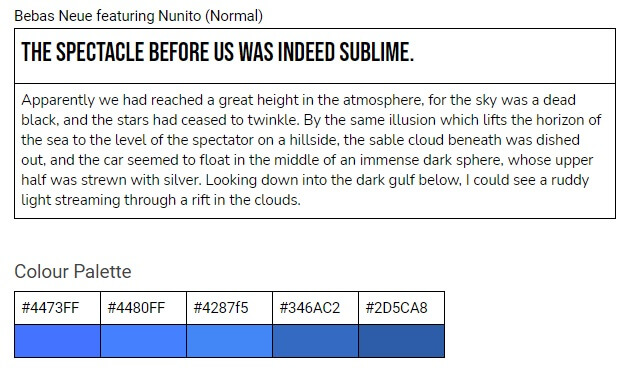 Bebas Neue featuring Nunito (Normal)
THE SPECTACLE BEFORE US WAS INDEED SUBLIME.
Apparently we had reached a great height in the atmosphere, for the sky was a dead
black, and the stars had ceased to twinkle. By the same illusion which lifts the horizon of
the sea to the level of the spectator on a hillside, the sable cloud beneath was dished
out, and the car seemed to float in the middle of an immense dark sphere, whose upper
half was strewn with silver. Looking down into the dark gulf below, I could see a ruddy
light streaming through a rift in the clouds.
Colour Palette
#4473FF #4480FF #4287f5 #346AC2 #2D5CA8